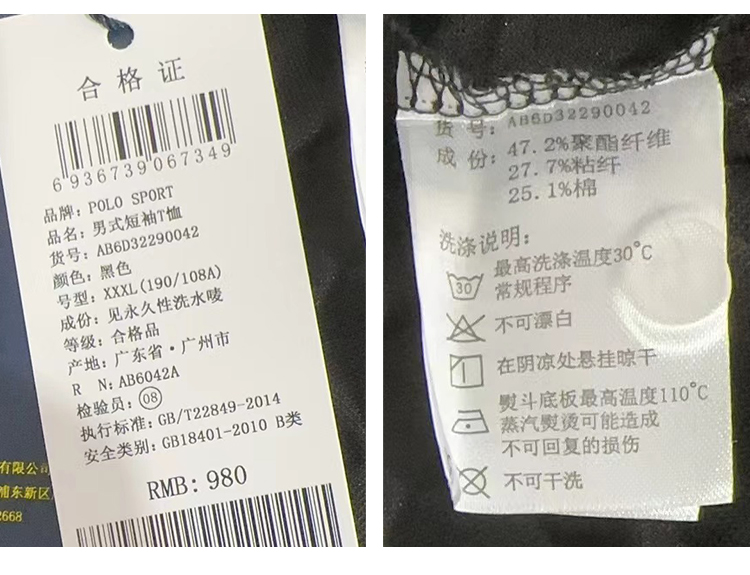 合格证
6936739067349
品牌: POLO SPORT
品名: 男式短袖T恤
货号: AB6D32290042
颜色: 黑色
号型: XXXL(190/108A)
成份: 见永久性洗水唛
等级: 合格品
产地: 广东省·广州市
R N: AB6042A
检验员: 08
执行标准: GB/T22849-2014
安全类别: GB18401-2010 B类
RMB: 980
有限公司
浦东新区
2668
货号: AB6D32290042
成份: 47.2%聚酯纤维
27.7%粘纤
25.1%棉
洗涤说明:
30
最高洗涤温度30℃
常规程序
不可漂白
在阴凉处悬挂晾干
熨斗底板最高温度110℃
蒸汽熨烫可能造成
不可回复的损伤
不可干洗